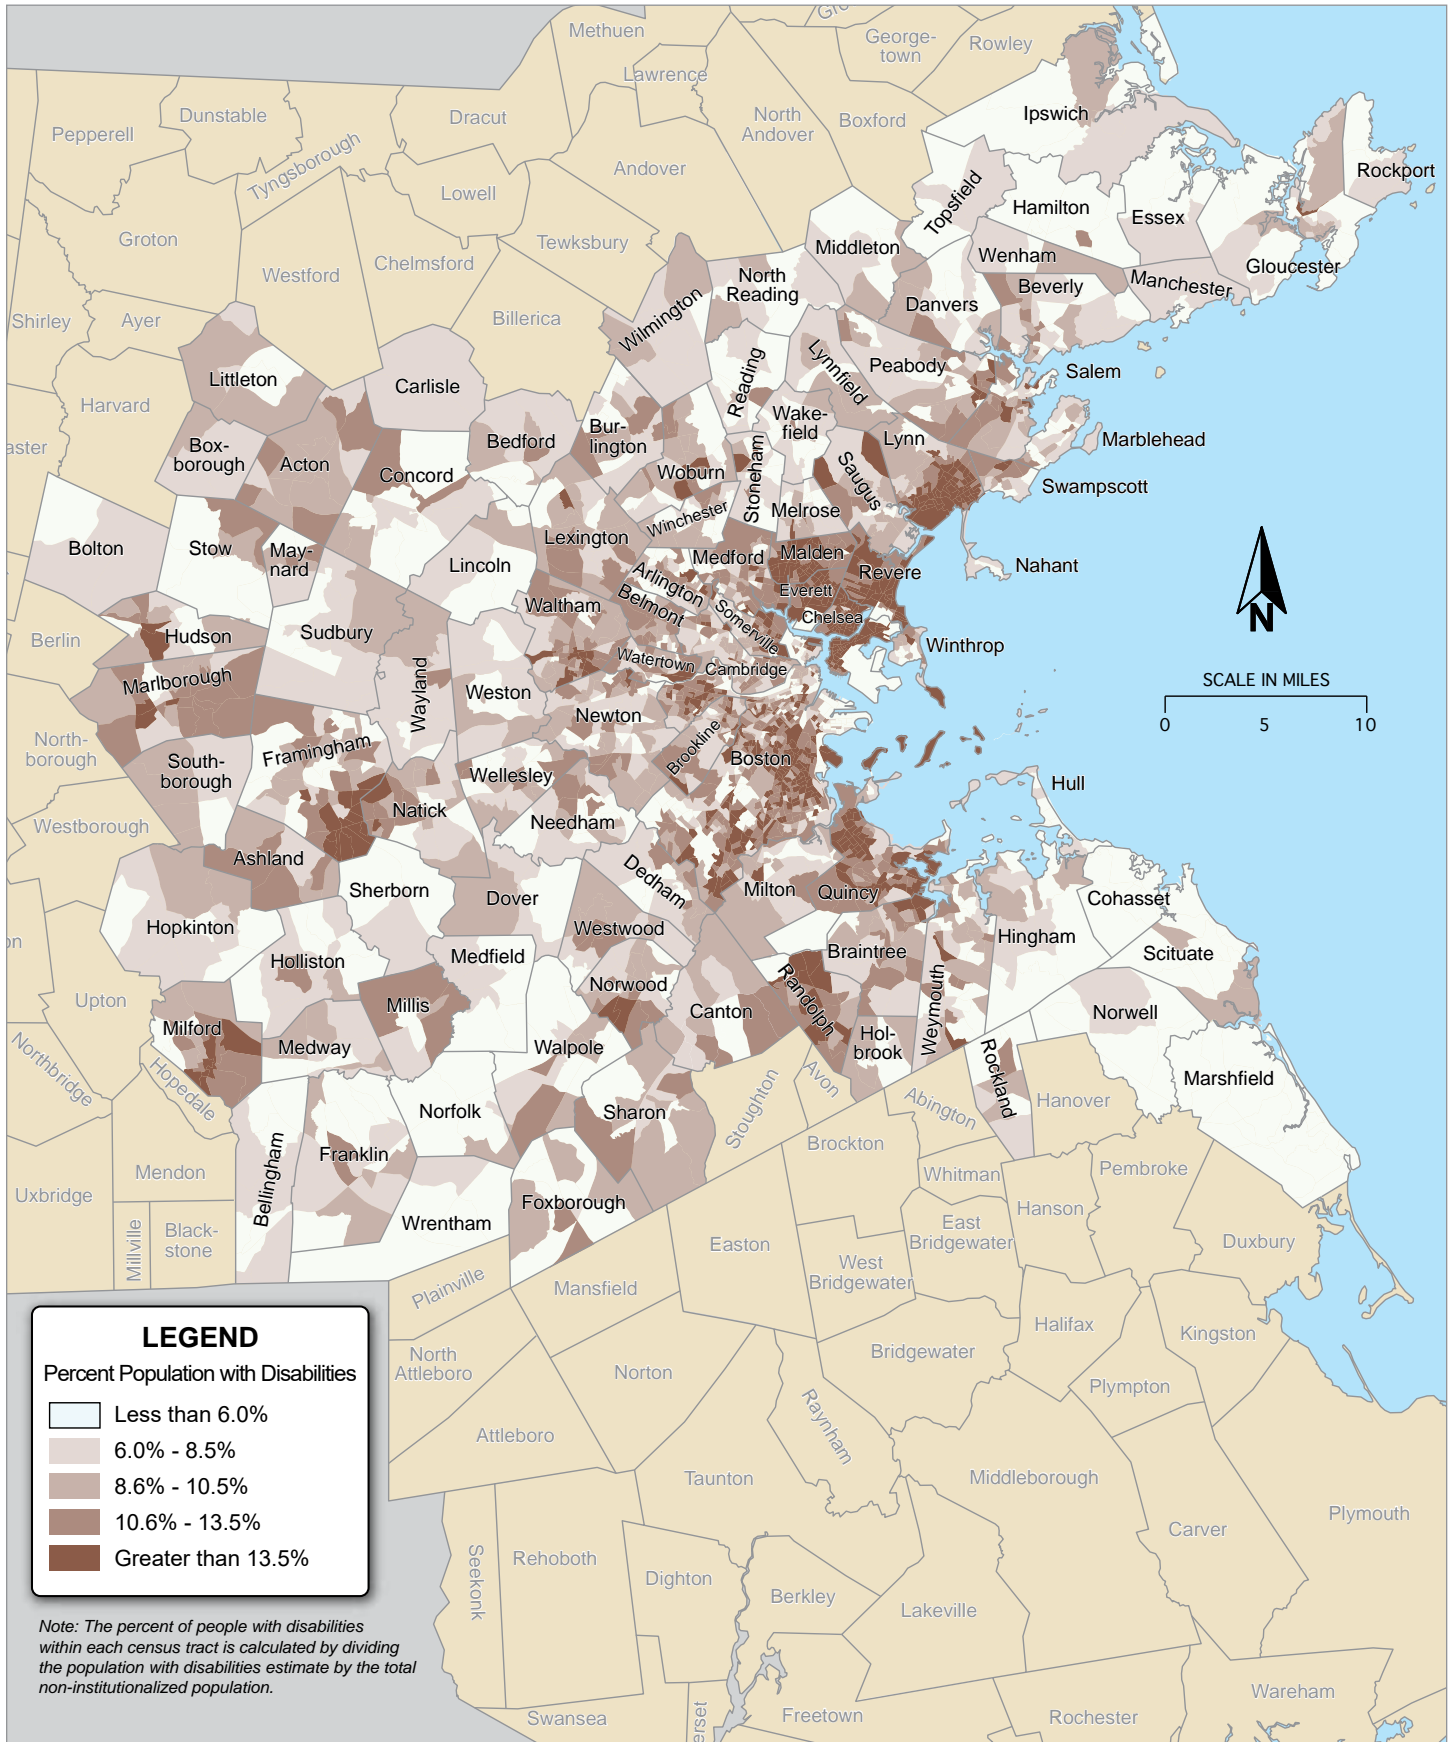 Gro
Methuen
George-
town
Rowley
Lawrence
Dunstable
Dracut
North
Andover
Boxford
Ipswich
Pepperell
Tyngsborough
Andover
Rockport
Lowell
Topsfield
Hamilton
Essex
Groton
Tewksbury
Middleton
Wenham
Gloucester
Westford
Chelmsford
North
Reading
Beverly
Manchester
Danvers
Shirley
Ayer
Billerica
Wilmington
Littleton
Carlisle
Reading
Lynnfield
Peabody
Salem
Harvard
Wake-
field
Marblehead
aster
Box-
borough
Acton
Concord
Bedford
Bur-
lington
Woburn
Stoneham
Saugus
Lynn
Swampscott
Winchester
Melrose
Bolton
Stow
May-
nard
Lincoln
Lexington
Medford
Malden
Revere
Nahant
Arlington
Everett
Waltham
Belmont
Somerville
Chelsea
N
Berlin
Hudson
Sudbury
Winthrop
Watertown
Cambridge
Marlborough
Wayland
Weston
SCALE IN MILES
0
5
10
Newton
North-
borough
South-
borough
Framingham
Wellesley
Brookline
Boston
Hull
Natick
Needham
Westborough
Ashland
Sherborn
Dover
Dedham
Milton
Quincy
Cohasset
Hopkinton
Westwood
Hingham
on
Holliston
Medfield
Braintree
Scituate
Upton
Millis
Norwood
Canton
Randolph
Weymouth
Norwell
Milford
Medway
Walpole
Hol-
brook
Rockland
Marshfield
Northbridge
Hopedale
Norfolk
Sharon
Stoughton
Avon
Abington
Hanover
Bellingham
Franklin
Brockton
Mendon
Whitman
Pembroke
Uxbridge
Foxborough
Hanson
Wrentham
Millville
Black-
stone
Easton
East
Bridgewater
Duxbury
West
Bridgewater
Plainville
Mansfield
Halifax
Kingston
North
Attleboro
Norton
Bridgewater
Plympton
Raynham
Attleboro
Taunton
Middleborough
Plymouth
Carver
Seekonk
Rehoboth
Dighton
Berkley
Lakeville
Wareham
Swansea
erset
Freetown
Rochester
LEGEND
Percent Population with Disabilities
Less than 6.0%
6.0% - 8.5%
8.6% - 10.5%
10.6% - 13.5%
Greater than 13.5%
Note: The percent of people with disabilities
within each census tract is calculated by dividing
the population with disabilities estimate by the total
non-institutionalized population.